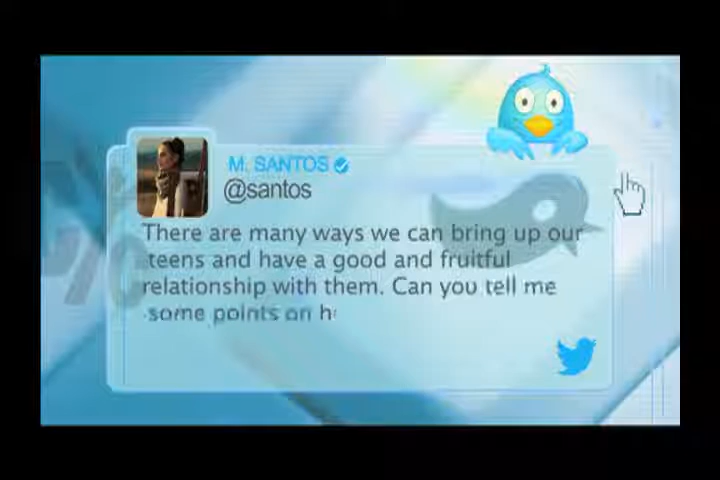 M. SANTOS
@santos
There are many ways we can bring up our
teens and have a good and fruitful
relationship with them. Can you tell me
some points on h